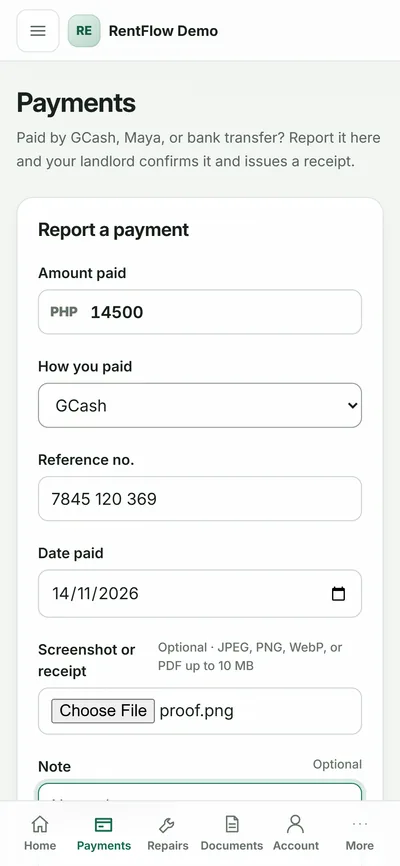 RE RentFlow Demo
Payments
Paid by GCash, Maya, or bank transfer? Report it here
and your landlord confirms it and issues a receipt.
Report a payment
Amount paid
PHP 14500
How you paid
GCash
Reference no.
7845 120 369
Date paid
14/11/2026
Screenshot or
receipt
Optional · JPEG, PNG, WebP, or
PDF up to 10 MB
Choose File proof.png
Note Optional
Home Payments Repairs Documents Account More